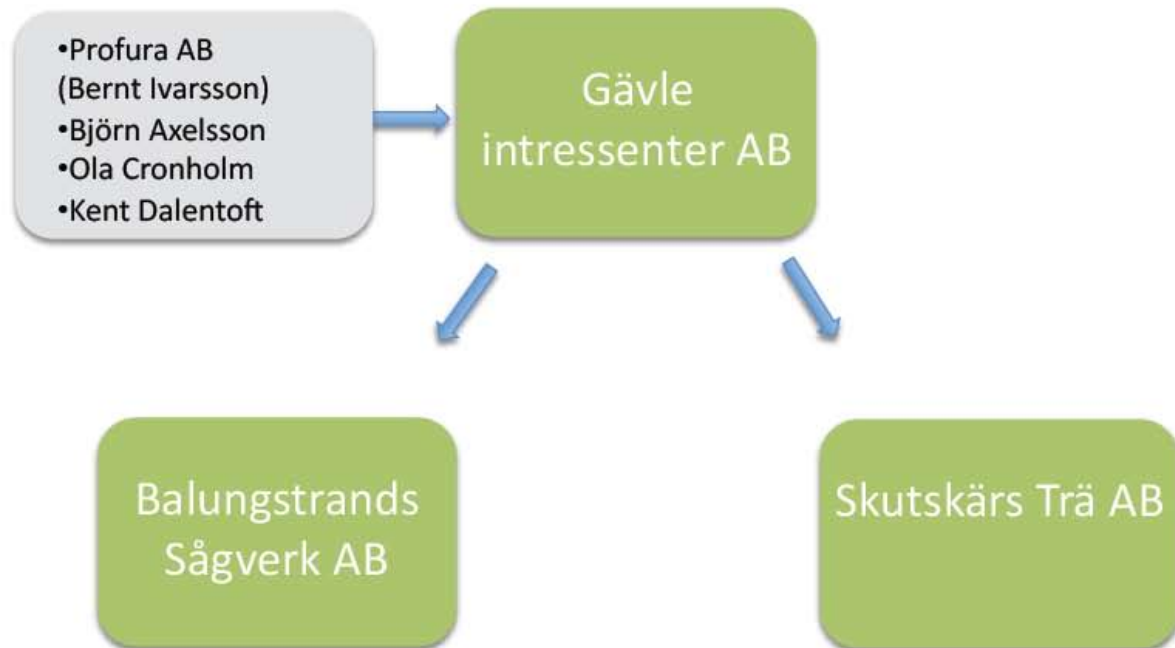 •Profura AB
(Bernt Ivarsson)
•Björn Axelsson
•Ola Cronholm
•Kent Dalentoft
Gävle
intressenter AB
Balungstrands
Sågverk AB
Skutskärs Trä AB